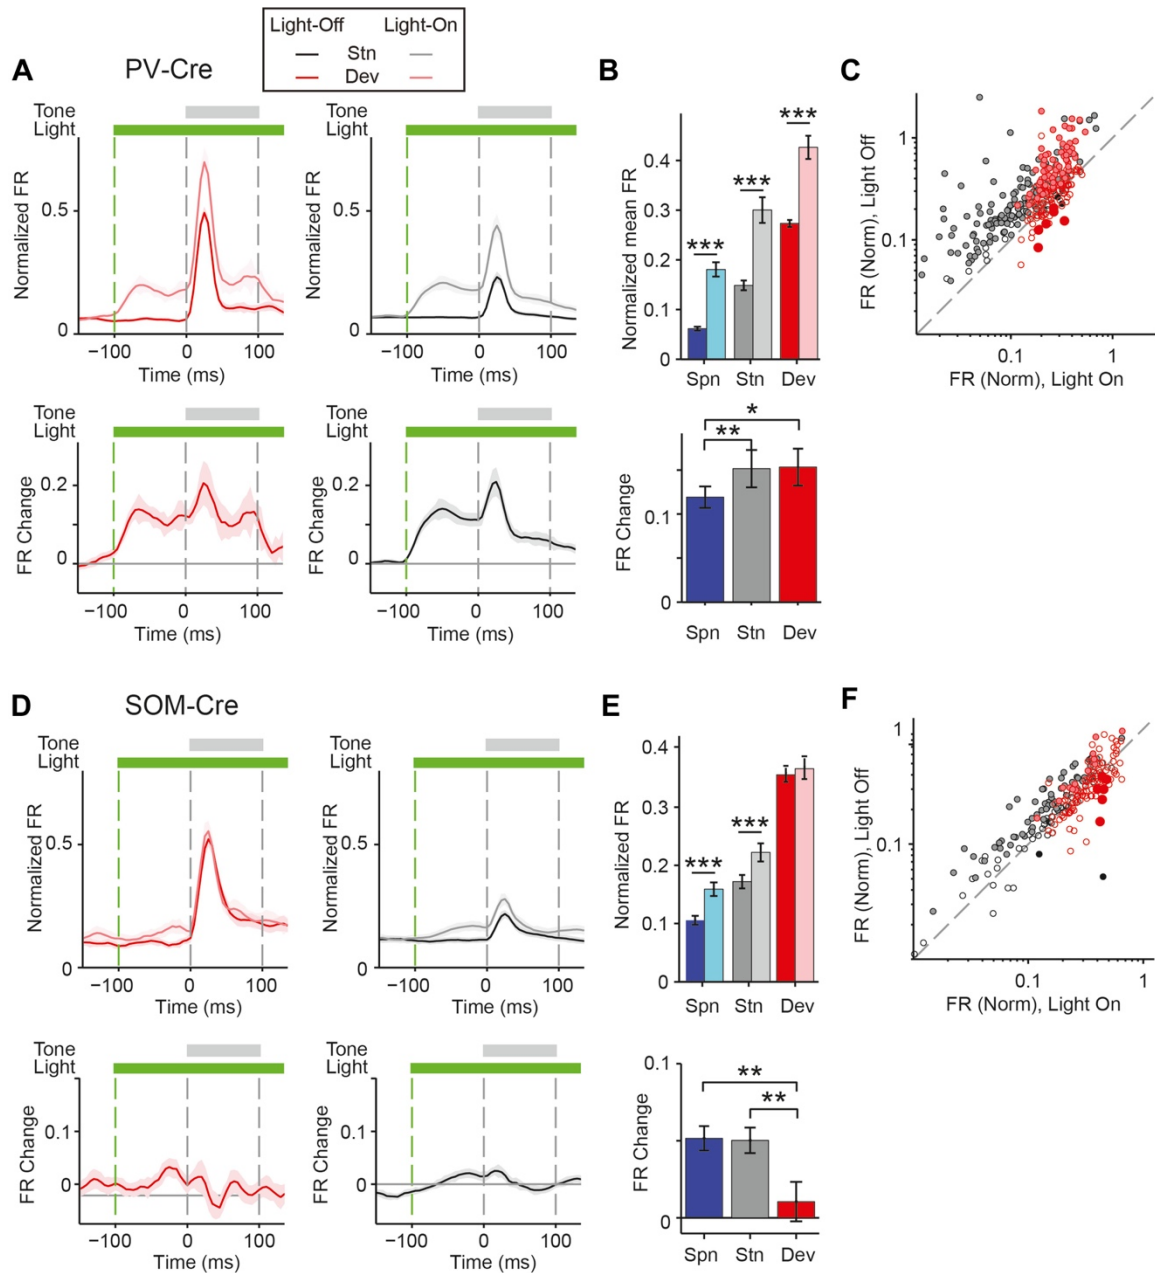 Light-Off Light-On
Stn
Dev
A PV-Cre
Tone
Light
Normalized FR
0.5
0
−100 0 100
Time (ms)
Tone
Light
Normalized FR
0.5
0
−100 0 100
Time (ms)
Tone
Light
FR Change
0.2
0
−100 0 100
Time (ms)
Tone
Light
FR Change
0.2
0
−100 0 100
Time (ms)
B
Normalized mean FR
0.4
0.3
0.2
0.1
0
*** *** ***
Spn Stn Dev
FR Change
0.1
0
*
**
Spn Stn Dev
C
FR (Norm), Light Off
1
0.1
0.1 1
FR (Norm), Light On
D SOM-Cre
Tone
Light
Normalized FR
0.5
0
−100 0 100
Time (ms)
Tone
Light
Normalized FR
0.5
0
−100 0 100
Time (ms)
Tone
Light
FR Change
0.1
0
−100 0 100
Time (ms)
Tone
Light
FR Change
0.1
0
−100 0 100
Time (ms)
E
Normalized FR
0.4
0.3
0.2
0.1
0
*** ***
Spn Stn Dev
FR Change
0.1
0
**
**
Spn Stn Dev
F
FR (Norm), Light Off
1
0.1
0.1 1
FR (Norm), Light On